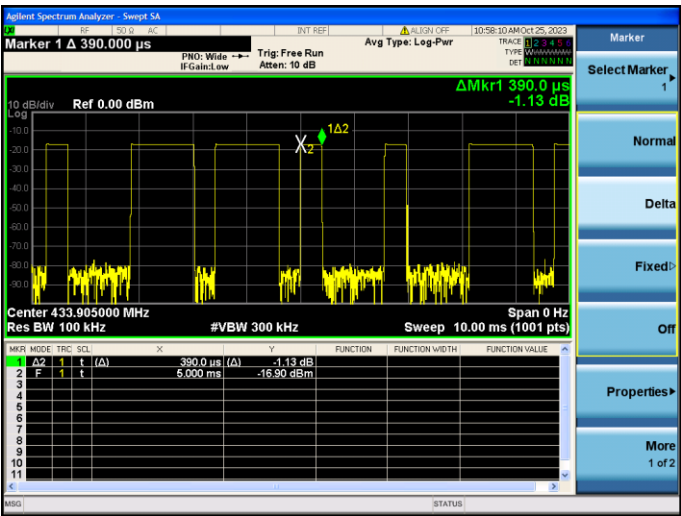 Agilent Spectrum Analyzer - Swept SA
RF 50 Ω AC INT REF ALIGN OFF 10:58:10 AM Oct 25, 2023
Marker 1 Δ 390.000 µs
PNO: Wide Trig: Free Run Avg Type: Log-Pwr TRACE 1 2 3 4 5 6
IFGain:Low Atten: 10 dB TYPE W
DET N N N N N N
ΔMkr1 390.0 µs
-1.13 dB
10 dB/div Ref 0.00 dBm
Log
-10.0
-20.0
-30.0
-40.0
-50.0
-60.0
-70.0
-80.0
-90.0
1Δ2
X2
Center 433.905000 MHz Span 0 Hz
Res BW 100 kHz #VBW 300 kHz Sweep 10.00 ms (1001 pts)
MKR MODE TRC SCL X Y FUNCTION FUNCTION WIDTH FUNCTION VALUE
1 Δ2 1 t (Δ) 390.0 µs (Δ) -1.13 dB
2 F 1 t 5.000 ms -16.90 dBm
3
4
5
6
7
8
9
10
11
MSG STATUS
Marker
Select Marker
1
Normal
Delta
Fixed
Off
Properties
More
1 of 2